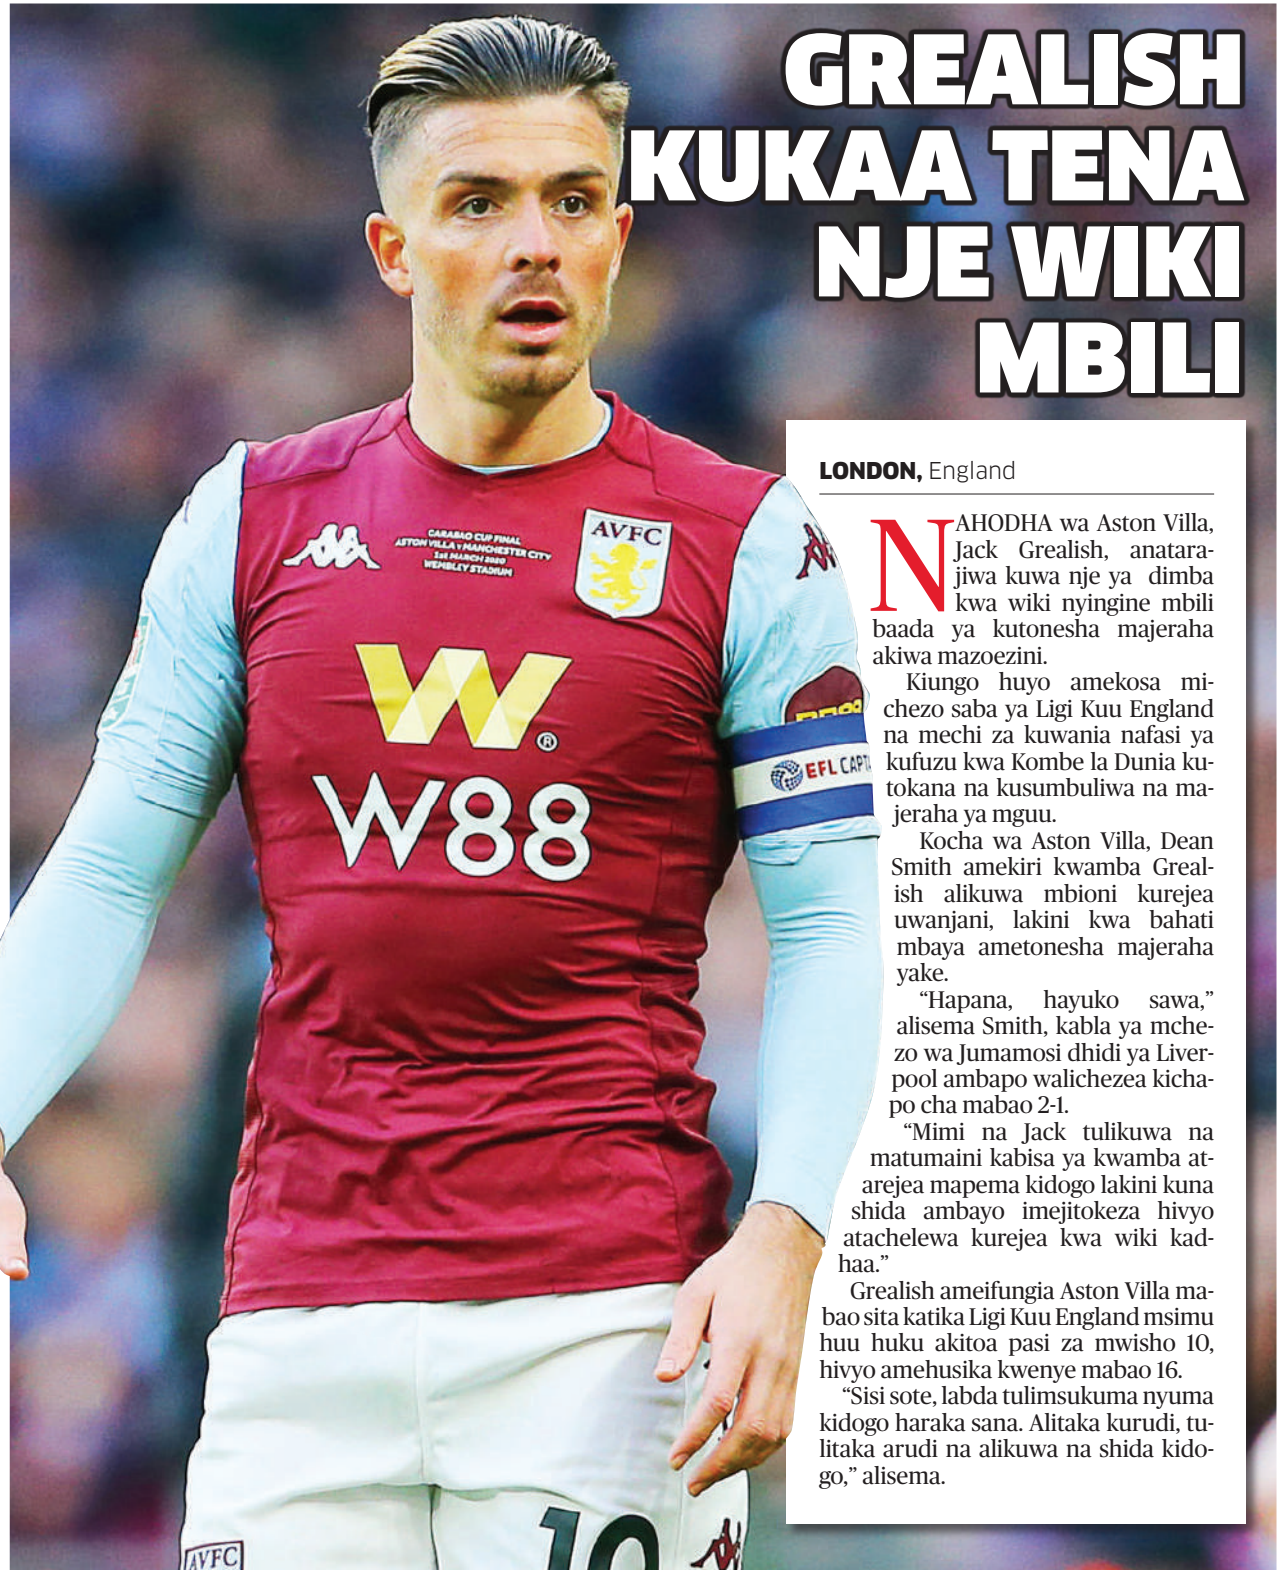 GREALISH
KUKAA TENA
NJE WIKI
MBILI
LONDON, England
NAHODHA wa Aston Villa,
Jack Grealish, anatara-
jiwa kuwa nje ya dimba
kwa wiki nyingine mbili
baada ya kutonesha majeraha
akiwa mazoezini.
Kiungo huyo amekosa mi-
chezo saba ya Ligi Kuu England
na mechi za kuwania nafasi ya
kufuzu kwa Kombe la Dunia ku-
tokana na kusumbuliwa na ma-
jeraha ya mguu.
Kocha wa Aston Villa, Dean
Smith amekiri kwamba Greal-
ish alikuwa mbioni kurejea
uwanjani, lakini kwa bahati
mbaya ametonesha majeraha
yake.
“Hapana, hayuko sawa,”
alisema Smith, kabla ya mche-
zo wa Jumamosi dhidi ya Liver-
pool ambapo walichezea kicha-
po cha mabao 2-1.
“Mimi na Jack tulikuwa na
matumaini kabisa ya kwamba at-
arejea mapema kidogo lakini kuna
shida ambayo imejitokeza hivyo
atachelewa kurejea kwa wiki kad-
haa.”
Grealish ameifungia Aston Villa ma-
bao sita katika Ligi Kuu England msimu
huu huku akitoa pasi za mwisho 10,
hivyo amehusika kwenye mabao 16.
“Sisi sote, labda tulimsukuma nyuma
kidogo haraka sana. Alitaka kurudi, tu-
litaka arudi na alikuwa na shida kido-
go,” alisema.
CARABAO CUP FINAL
ASTON VILLA v MANCHESTER CITY
1st MARCH 2020
WEMBLEY STADIUM
AVFC
W®
W88
EFL CAPT
AVFC
10